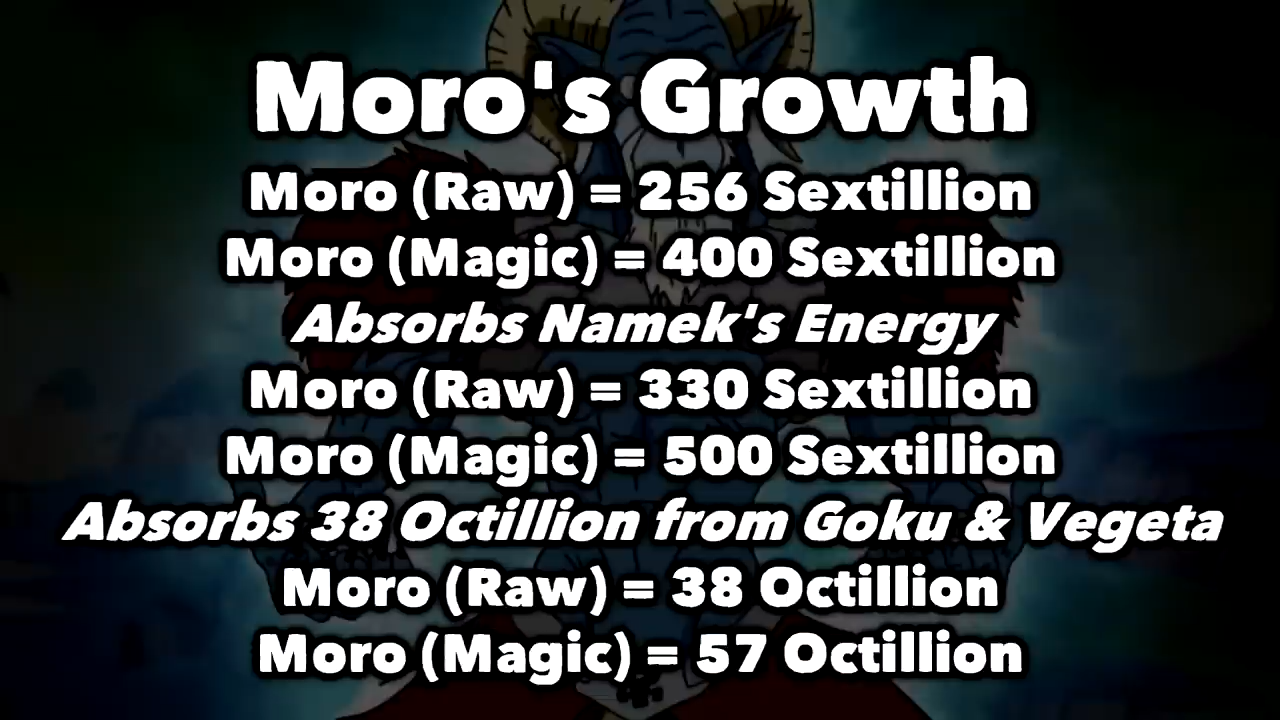 Moro's Growth
Moro (Raw) = 256 Sextillion
Moro (Magic) = 400 Sextillion
Absorbs Namek's Energy
Moro (Raw) = 330 Sextillion
Moro (Magic) = 500 Sextillion
Absorbs 38 Octillion from Goku & Vegeta
Moro (Raw) = 38 Octillion
Moro (Magic) = 57 Octillion